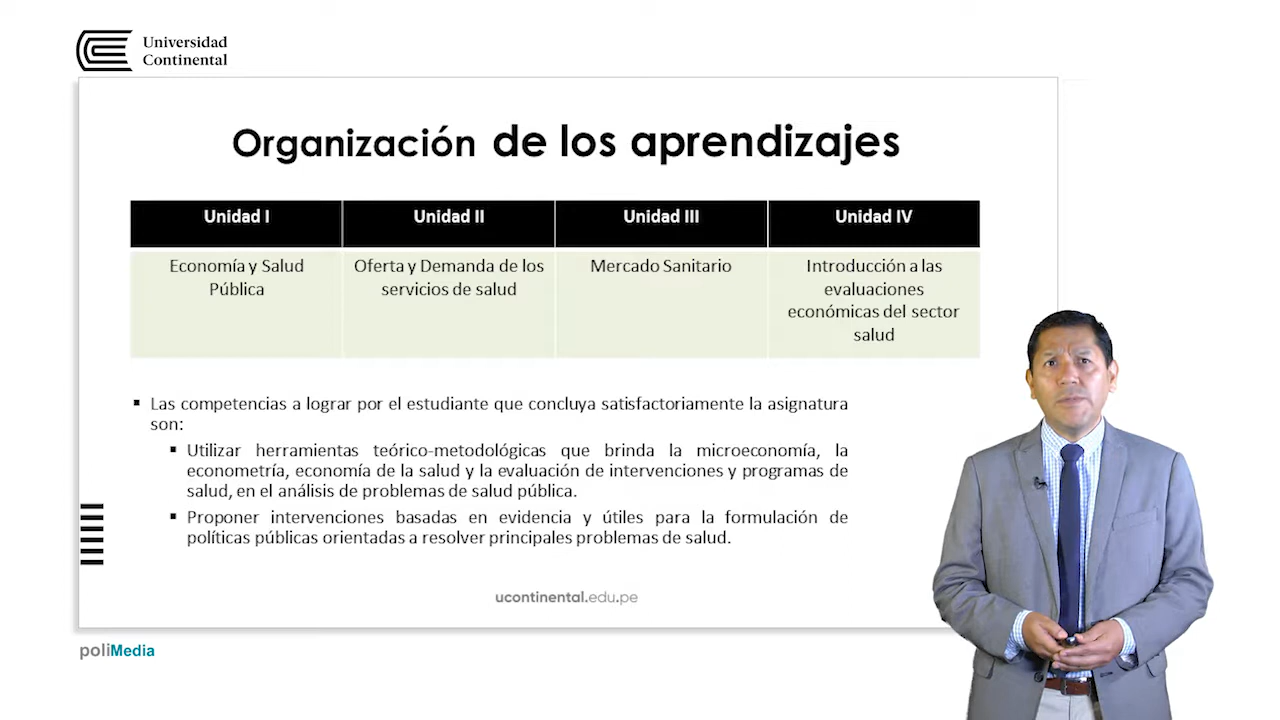 Universidad
Continental
Organización de los aprendizajes
Unidad I
Unidad II
Unidad III
Unidad IV
Economía y Salud
Pública
Oferta y Demanda de los
servicios de salud
Mercado Sanitario
Introducción a las
evaluaciones
económicas del sector
salud
▪ Las competencias a lograr por el estudiante que concluya satisfactoriamente la asignatura
son:
▪ Utilizar herramientas teórico-metodológicas que brinda la microeconomía, la
econometría, economía de la salud y la evaluación de intervenciones y programas de
salud, en el análisis de problemas de salud pública.
▪ Proponer intervenciones basadas en evidencia y útiles para la formulación de
políticas públicas orientadas a resolver principales problemas de salud.
ucontinental.edu.pe
poliMedia